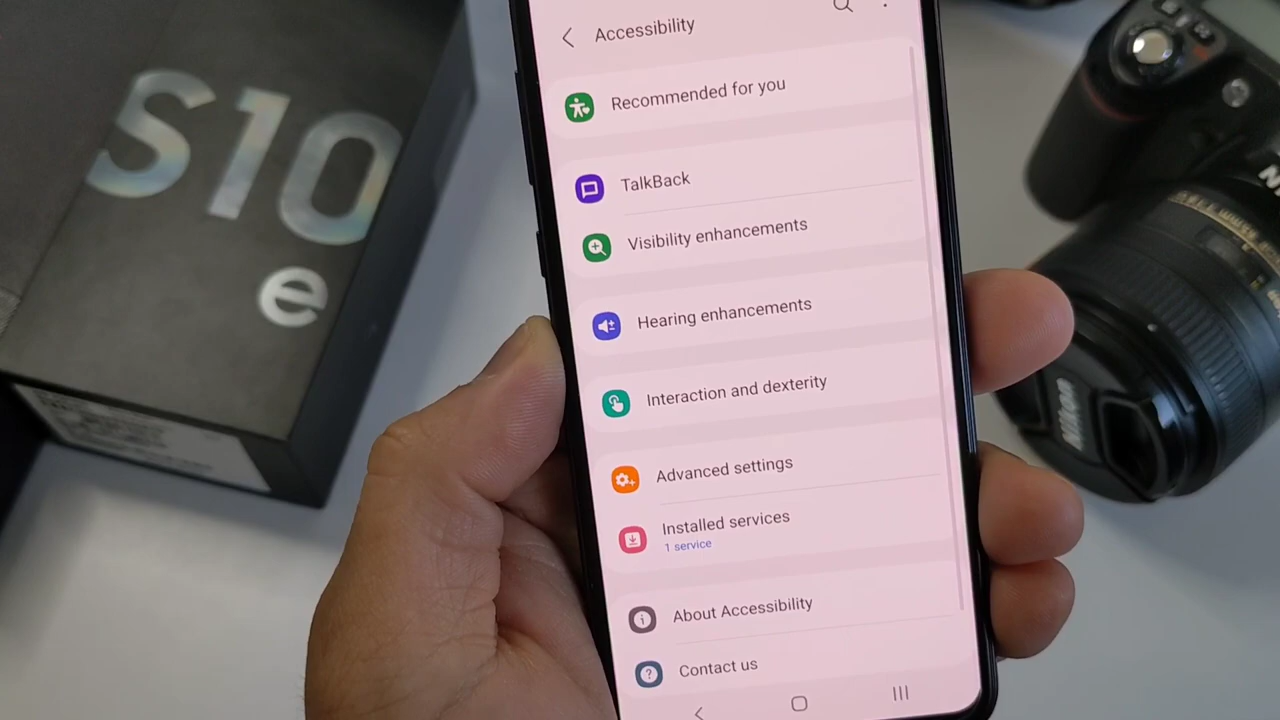 S10
e
Accessibility
Recommended for you
TalkBack
Visibility enhancements
Hearing enhancements
Interaction and dexterity
Advanced settings
Installed services
1 service
About Accessibility
Contact us
Nikon